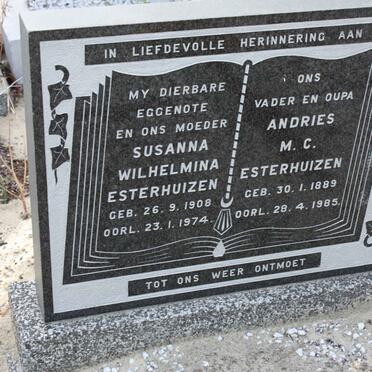 IN LIEFDEVOLLE HERINNERING AAN
MY DIERBARE
EGGENOTE
EN ONS MOEDER
SUSANNA
WILHELMINA
ESTERHUIZEN
GEB. 26. 9. 1908
OORL. 23. 1. 1974.
ONS
VADER EN OUPA
ANDRIES
M. C.
ESTERHUIZEN
GEB. 30. 1. 1889
OORL. 28. 4. 1985.
TOT ONS WEER ONTMOET